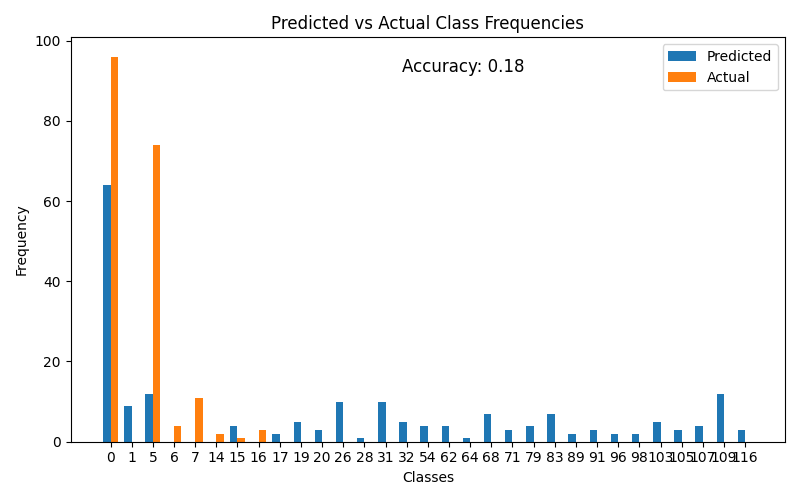 Predicted vs Actual Class Frequencies
Accuracy: 0.18
Predicted
Actual
100
80
60
40
20
0
Frequency
0 1 5 6 7 14 15 16 17 19 20 26 28 31 32 54 62 64 68 71 79 83 89 91 96 98 103 105 107 109 116
Classes